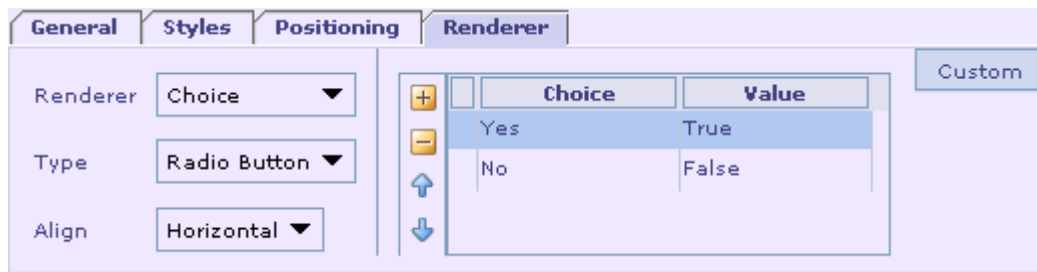 General Styles Positioning Renderer
Custom
Renderer Choice
Choice Value
Yes True
Type Radio Button
No False
Align Horizontal